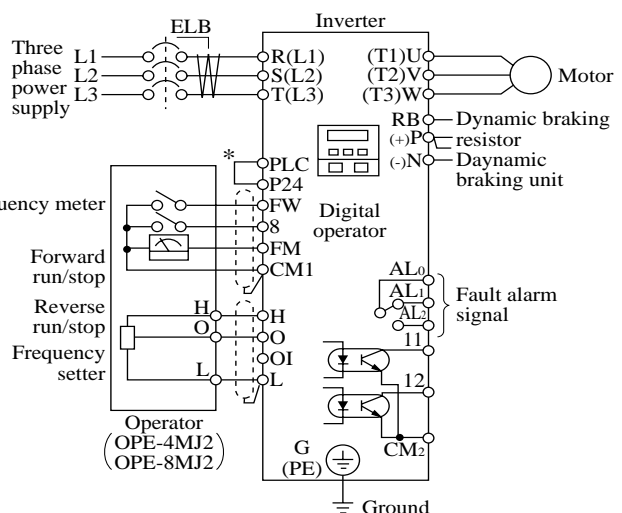 Inverter
ELB
Three
phase
power
supply
L1
L2
L3
R(L1)
S(L2)
T(L3)
(T1)U
(T2)V
(T3)W
Motor
RB
(+)P
(-)N
Dynamic braking
resistor
Daynamic
braking unit
*
PLC
P24
FW
8
FM
CM1
Digital
operator
uency meter
Forward
run/stop
Reverse
run/stop
Frequency
setter
H
O
L
H
O
OI
L
AL0
AL1
AL2
Fault alarm
signal
11
12
CM2
Operator
(OPE-4MJ2
OPE-8MJ2)
G
(PE)
Ground